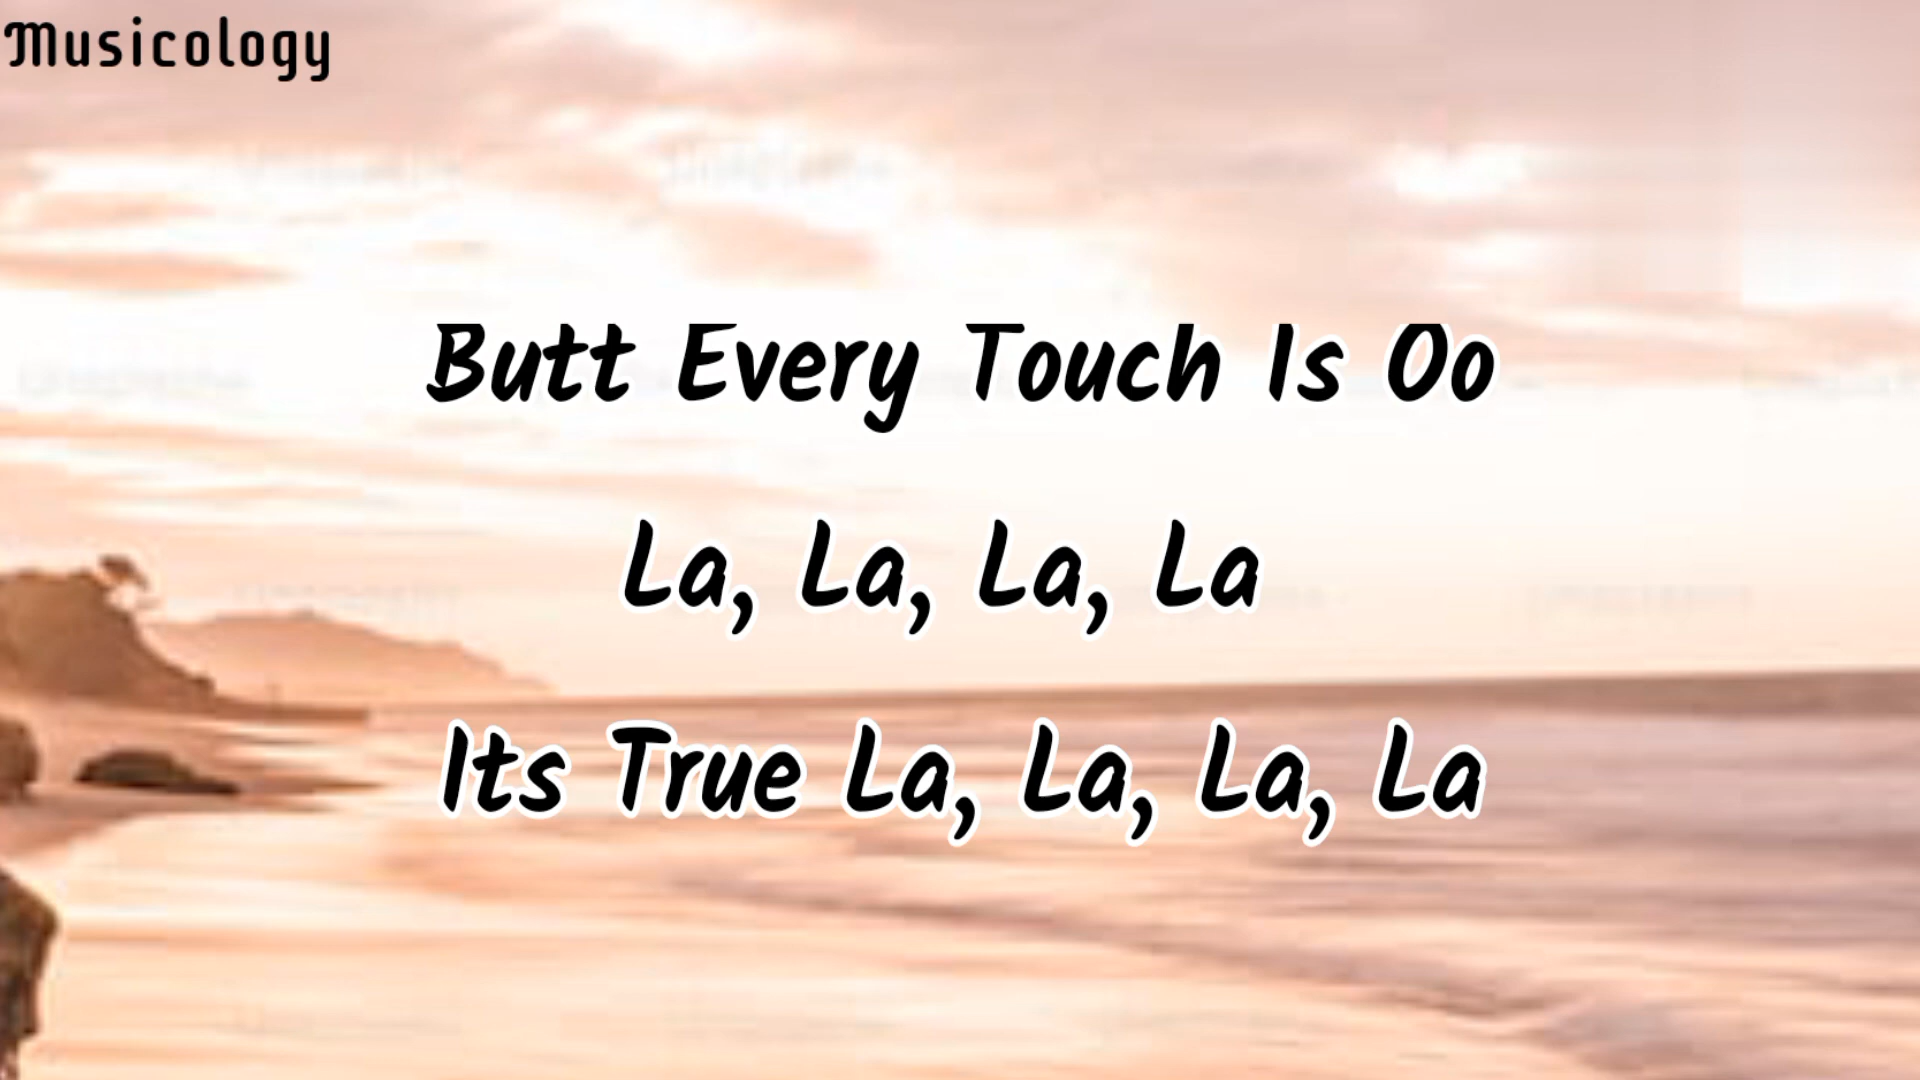 Musicology
Butt Every Touch Is Oo
La, La, La, La
Its True La, La, La, La